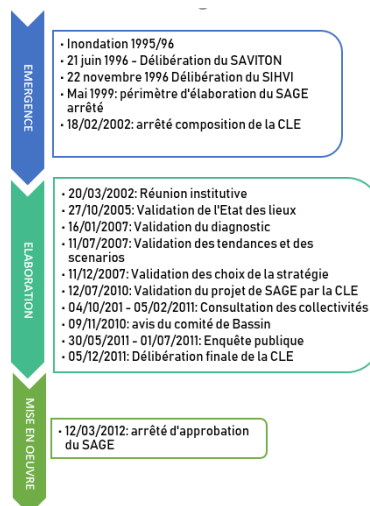 EMERGENCE
• Inondation 1995/96
• 21 juin 1996 - Délibération du SAVITON
• 22 novembre 1996 Délibération du SIHVI
• Mai 1999: périmètre d'élaboration du SAGE
arrêté
• 18/02/2002: arrêté composition de la CLE
ELABORATION
• 20/03/2002: Réunion institutive
• 27/10/2005: Validation de l'Etat des lieux
• 16/01/2007: Validation du diagnostic
• 11/07/2007: Validation des tendances et des
scenarios
• 11/12/2007: Validation des choix de la stratégie
• 12/07/2010: Validation du projet de SAGE par la CLE
• 04/10/201 - 05/02/2011: Consultation des collectivités
• 09/11/2010: avis du comité de Bassin
• 30/05/2011 - 01/07/2011: Enquête publique
• 05/12/2011: Délibération finale de la CLE
MISE EN OEUVRE
• 12/03/2012: arrêté d'approbation
du SAGE